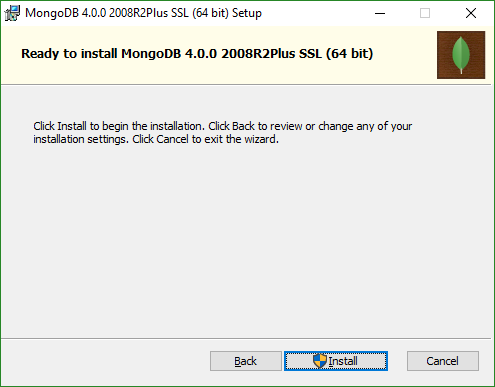 MongoDB 4.0.0 2008R2Plus SSL (64 bit) Setup
Ready to install MongoDB 4.0.0 2008R2Plus SSL (64 bit)
Click Install to begin the installation. Click Back to review or change any of your
installation settings. Click Cancel to exit the wizard.
Back Install Cancel